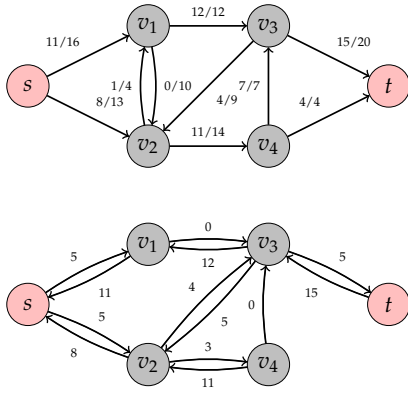 v1 12/12 v3
11/16 15/20
s 1/4 0/10 7/7 t
8/13 4/9 4/4
v2 11/14 v4
v1 0 v3
5 12 5
11 4 15
s 5 5 0 t
8 3
v2 11 v4